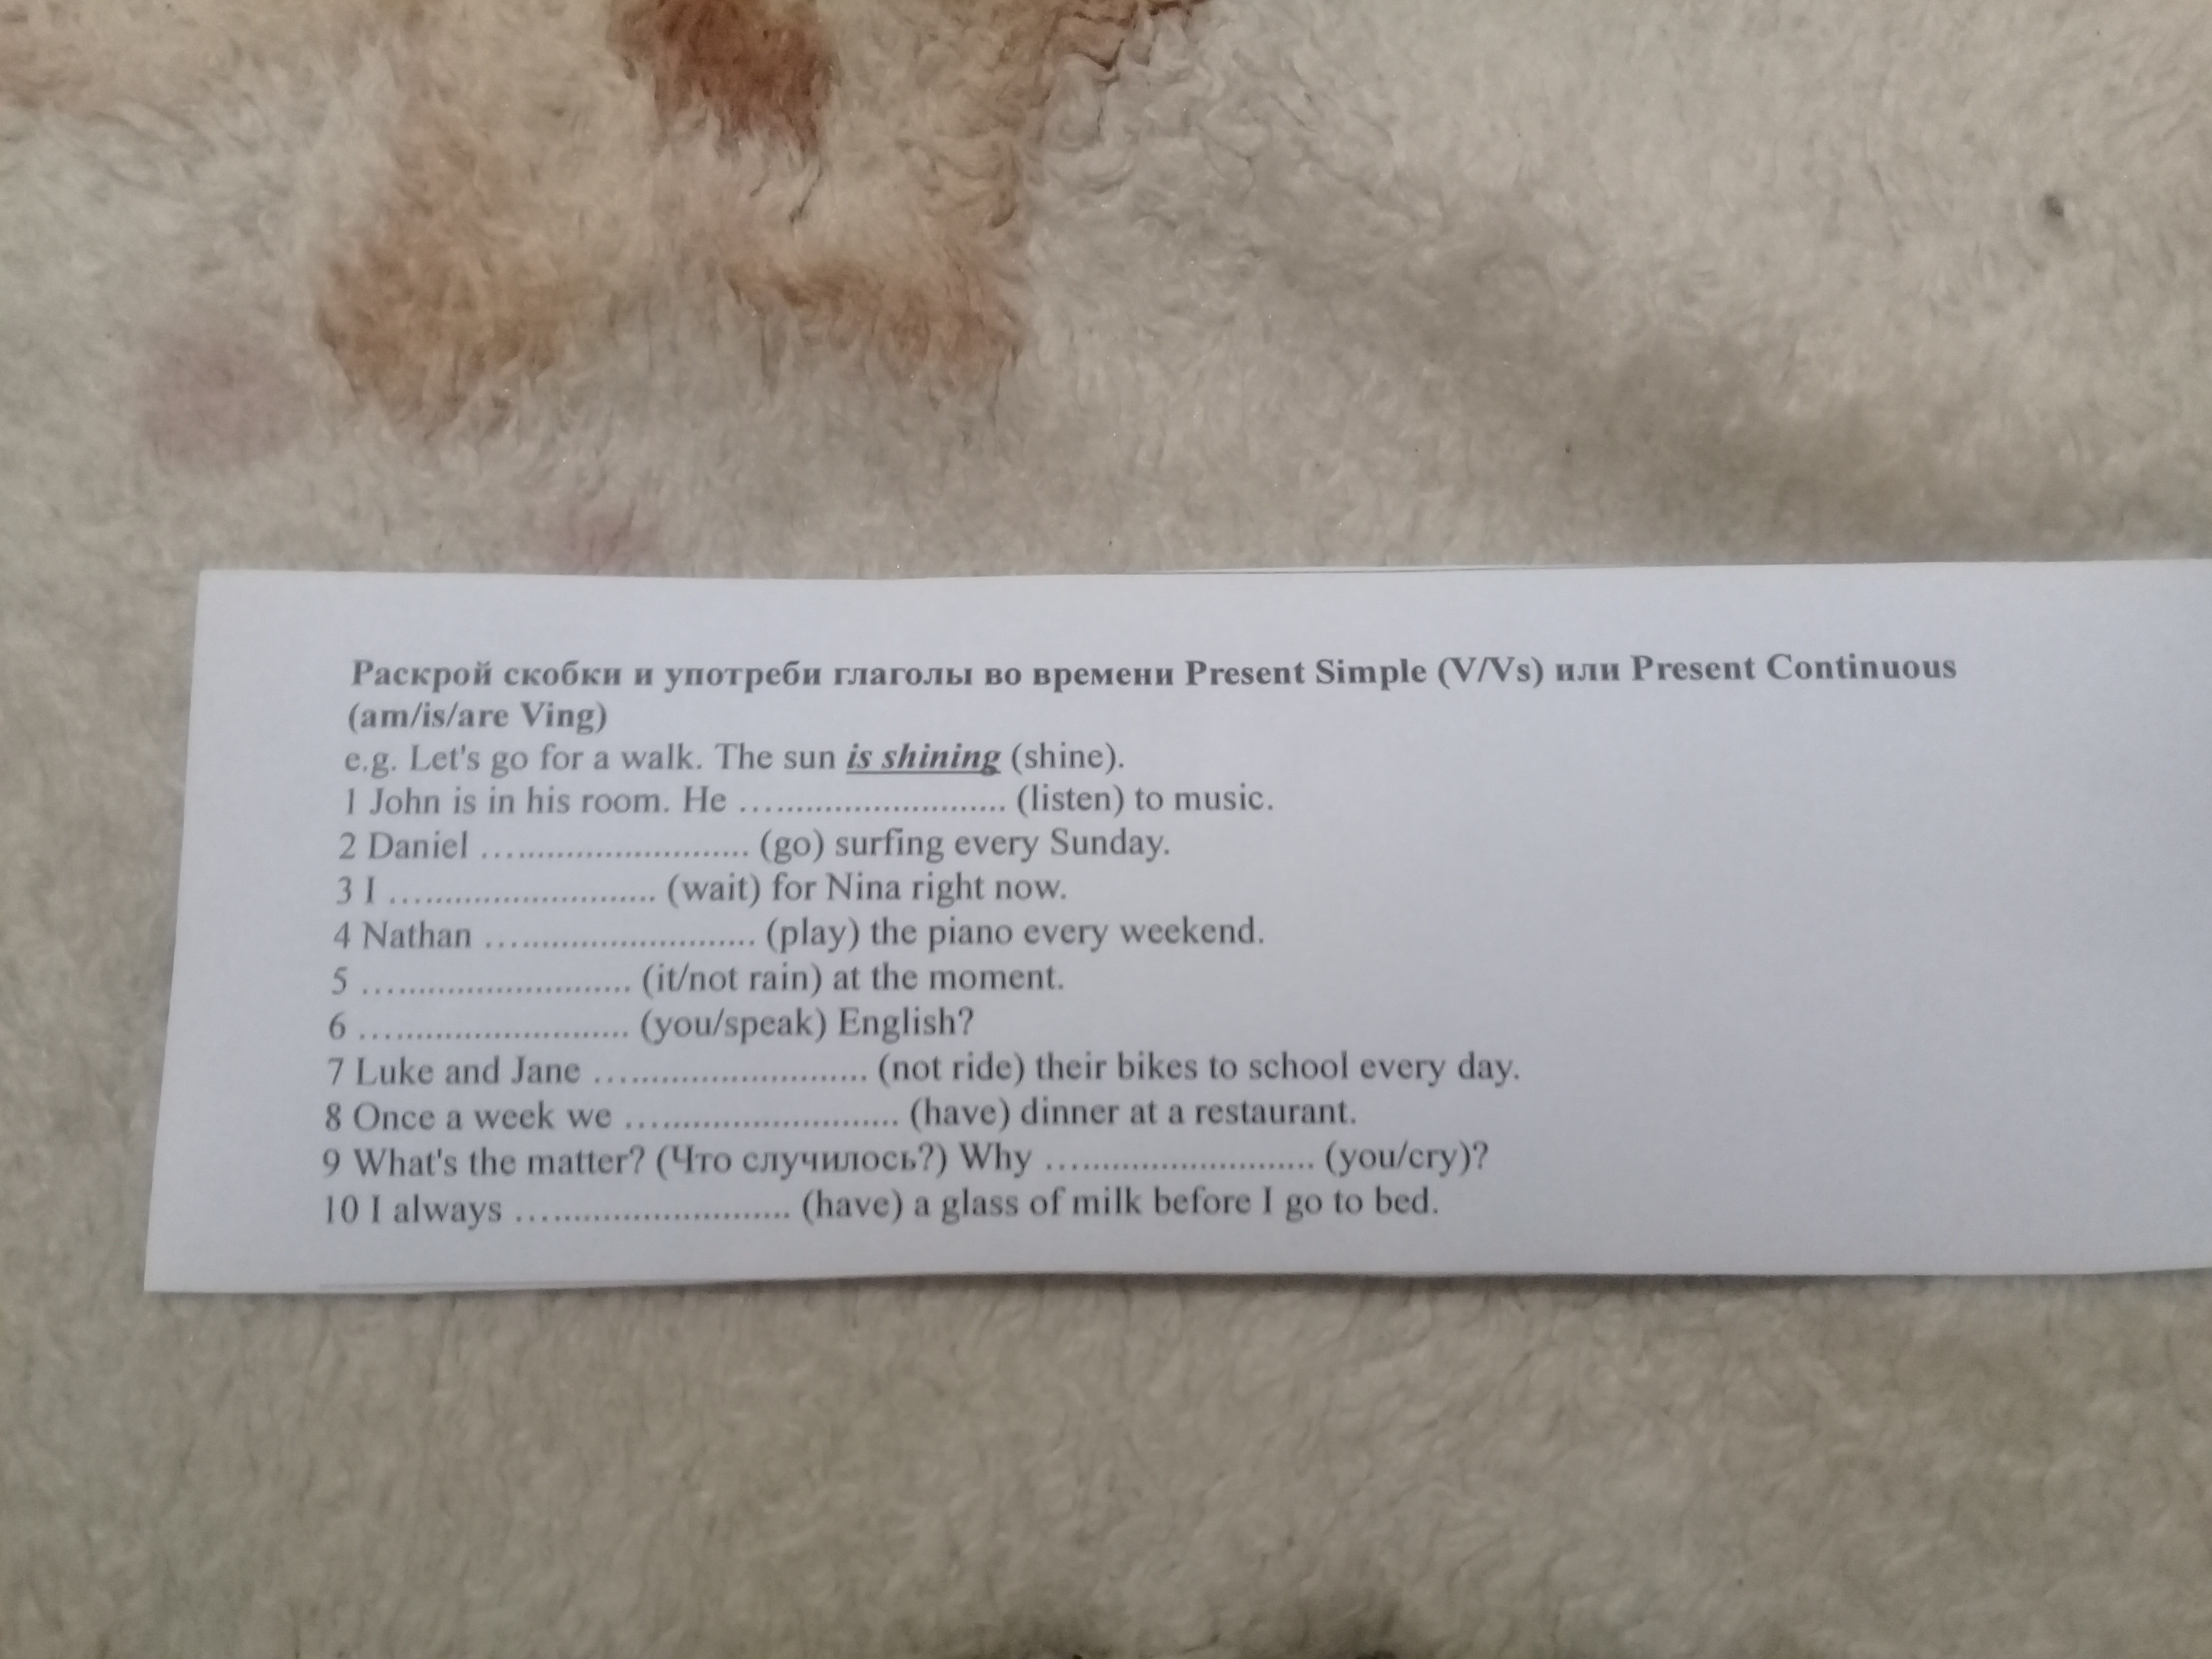 Раскрой скобки и употреби глаголы во времени Present Simple (V/Vs) или Present Continuous
(am/is/are Ving)
e.g. Let's go for a walk. The sun is shining (shine).
1 John is in his room. He ............................ (listen) to music.
2 Daniel ............................ (go) surfing every Sunday.
3 I ............................ (wait) for Nina right now.
4 Nathan ............................ (play) the piano every weekend.
5 ............................ (it/not rain) at the moment.
6 ............................ (you/speak) English?
7 Luke and Jane ............................ (not ride) their bikes to school every day.
8 Once a week we ............................ (have) dinner at a restaurant.
9 What's the matter? (Что случилось?) Why ............................ (you/cry)?
10 I always ............................ (have) a glass of milk before I go to bed.